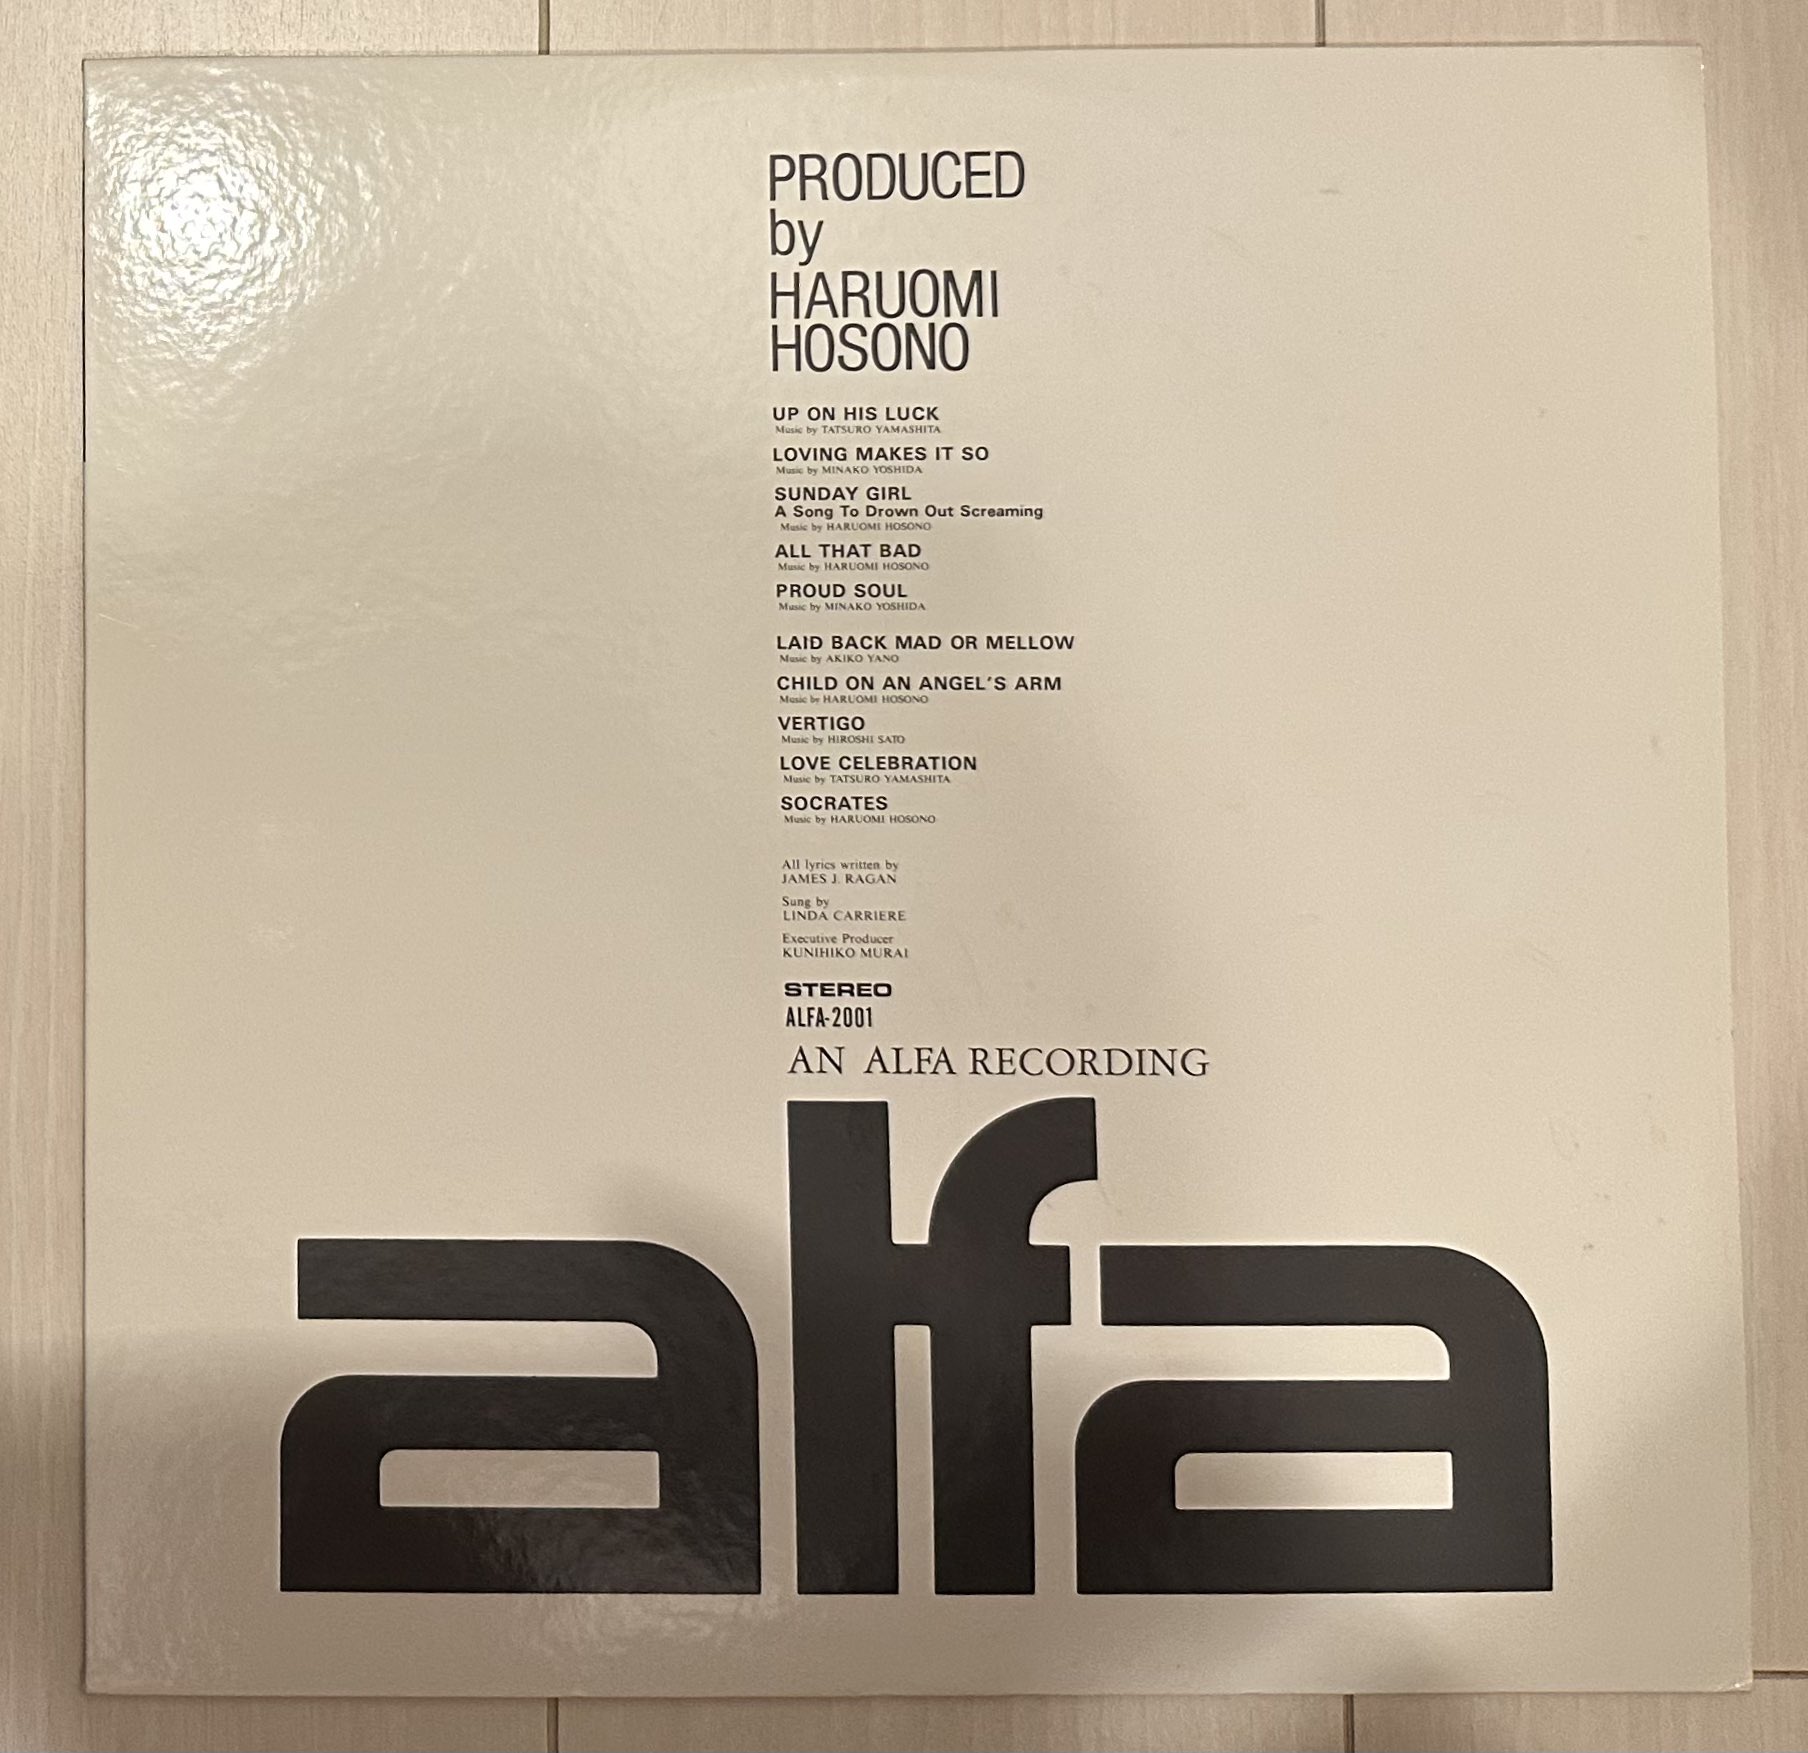 PRODUCED
by
HARUOMI
HOSONO
UP ON HIS LUCK
Music by TATSURO YAMASHITA
LOVING MAKES IT SO
Music by MINAKO YOSHIDA
SUNDAY GIRL
A Song To Drown Out Screaming
Music by HARUOMI HOSONO
ALL THAT BAD
Music by HARUOMI HOSONO
PROUD SOUL
Music by MINAKO YOSHIDA
LAID BACK MAD OR MELLOW
Music by AKIKO YANO
CHILD ON AN ANGEL'S ARM
Music by HARUOMI HOSONO
VERTIGO
Music by HIROSHI SATO
LOVE CELEBRATION
Music by TATSURO YAMASHITA
SOCRATES
Music by HARUOMI HOSONO
All lyrics written by
JAMES J. RAGAN
Sung by
LINDA CARRIERE
Executive Producer
KUNIHIKO MURAI
STEREO
ALFA-2001
AN ALFA RECORDING
alfa